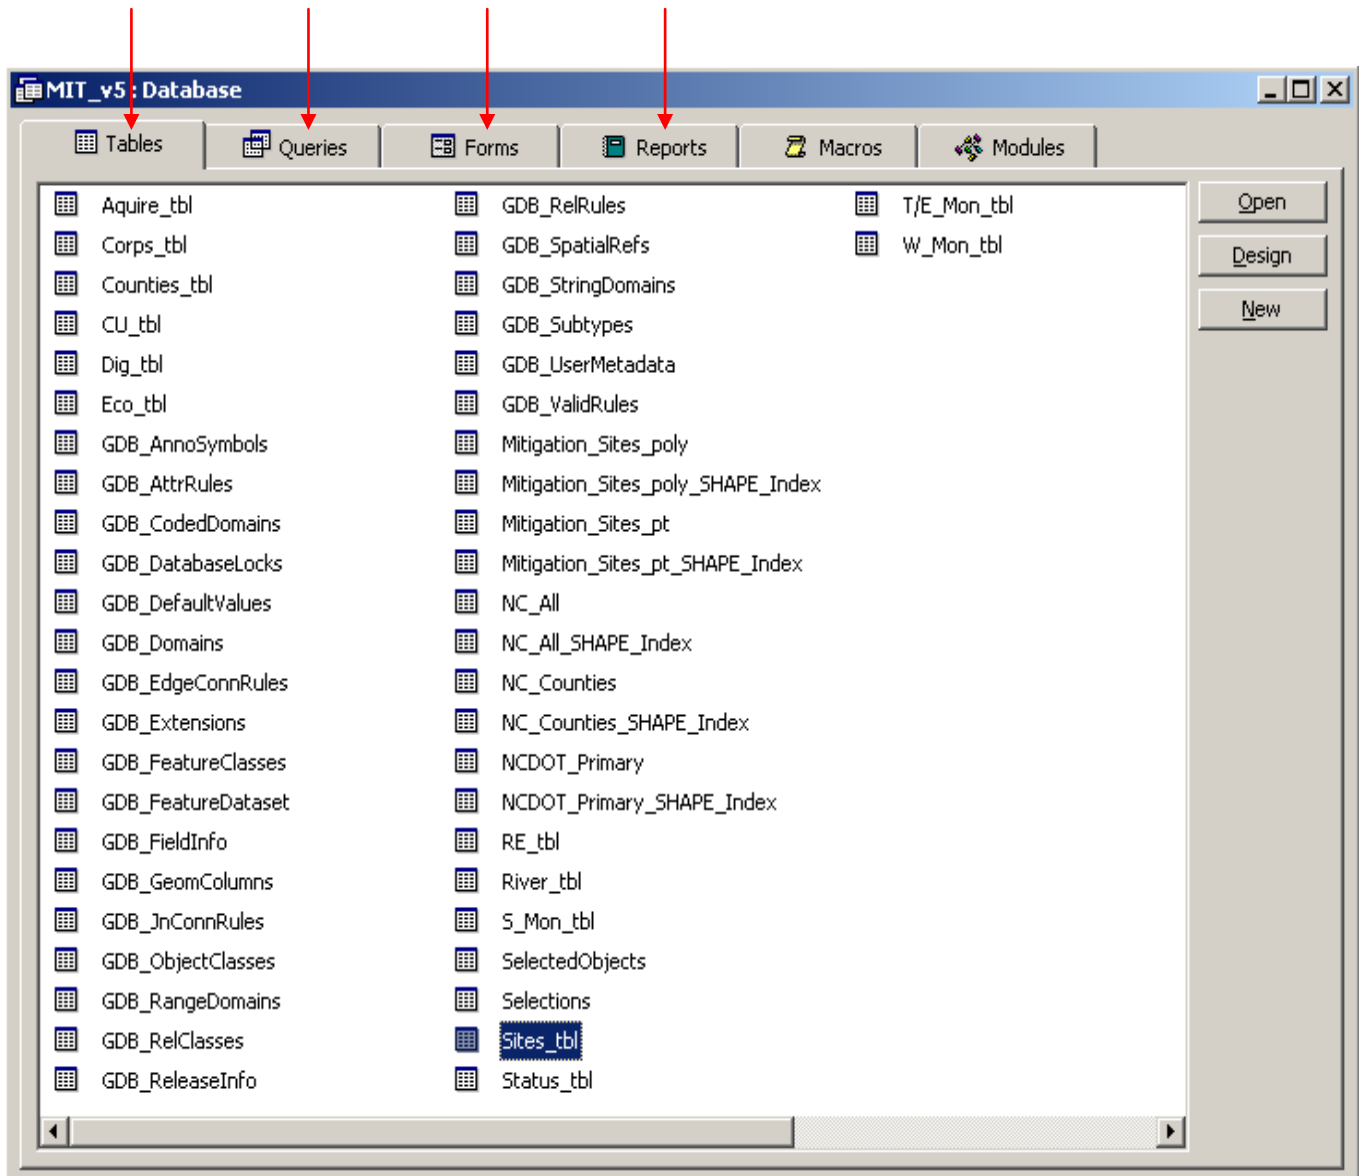 MIT_v5 : Database
Tables Queries Forms Reports Macros Modules
Aquire_tbl
Corps_tbl
Counties_tbl
CU_tbl
Dig_tbl
Eco_tbl
GDB_AnnoSymbols
GDB_AttrRules
GDB_CodedDomains
GDB_DatabaseLocks
GDB_DefaultValues
GDB_Domains
GDB_EdgeConnRules
GDB_Extensions
GDB_FeatureClasses
GDB_FeatureDataset
GDB_FieldInfo
GDB_GeomColumns
GDB_JnConnRules
GDB_ObjectClasses
GDB_RangeDomains
GDB_RelClasses
GDB_ReleaseInfo
GDB_RelRules
GDB_SpatialRefs
GDB_StringDomains
GDB_Subtypes
GDB_UserMetadata
GDB_ValidRules
Mitigation_Sites_poly
Mitigation_Sites_poly_SHAPE_Index
Mitigation_Sites_pt
Mitigation_Sites_pt_SHAPE_Index
NC_All
NC_All_SHAPE_Index
NC_Counties
NC_Counties_SHAPE_Index
NCDOT_Primary
NCDOT_Primary_SHAPE_Index
RE_tbl
River_tbl
S_Mon_tbl
SelectedObjects
Selections
Sites_tbl
Status_tbl
T/E_Mon_tbl
W_Mon_tbl
Open
Design
New